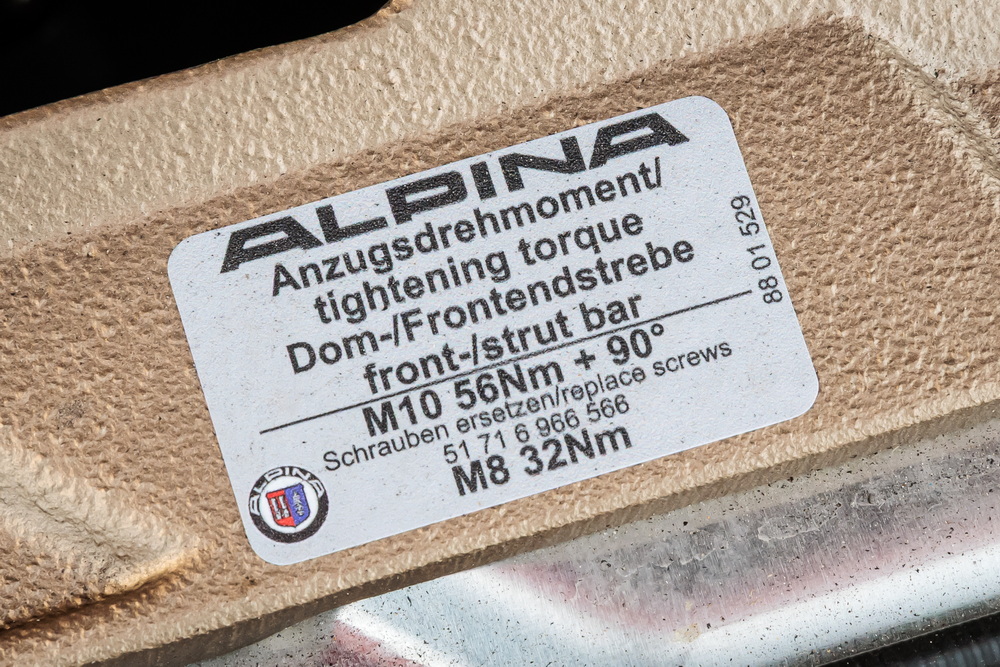 ALPINA
Anzugsdrehmoment/
tightening torque
Dom-/Frontendstrebe
front-/strut bar
M10 56Nm + 90°
Schrauben ersetzen/replace screws
51 71 6 966 566
M8 32Nm
88 01 529
ALPINA